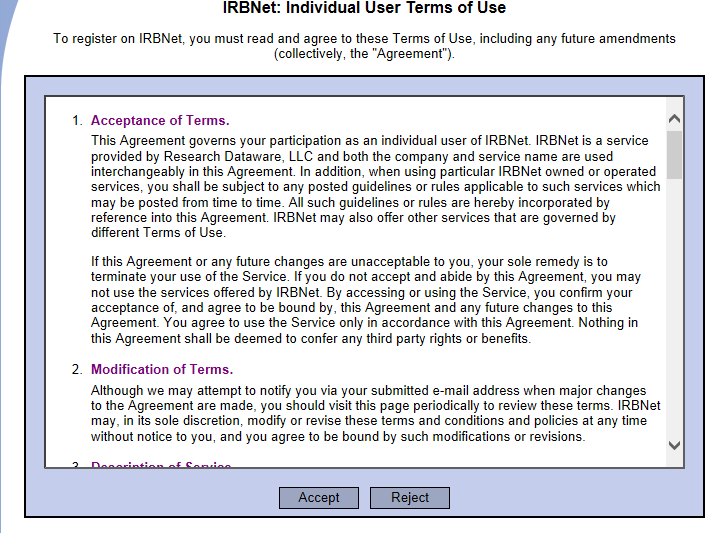 IRBNet: Individual User Terms of Use
To register on IRBNet, you must read and agree to these Terms of Use, including any future amendments
(collectively, the "Agreement").
1. Acceptance of Terms.
This Agreement governs your participation as an individual user of IRBNet. IRBNet is a service
provided by Research Dataware, LLC and both the company and service name are used
interchangeably in this Agreement. In addition, when using particular IRBNet owned or operated
services, you shall be subject to any posted guidelines or rules applicable to such services which
may be posted from time to time. All such guidelines or rules are hereby incorporated by
reference into this Agreement. IRBNet may also offer other services that are governed by
different Terms of Use.
If this Agreement or any future changes are unacceptable to you, your sole remedy is to
terminate your use of the Service. If you do not accept and abide by this Agreement, you may
not use the services offered by IRBNet. By accessing or using the Service, you confirm your
acceptance of, and agree to be bound by, this Agreement and any future changes to this
Agreement. You agree to use the Service only in accordance with this Agreement. Nothing in
this Agreement shall be deemed to confer any third party rights or benefits.
2. Modification of Terms.
Although we may attempt to notify you via your submitted e-mail address when major changes
to the Agreement are made, you should visit this page periodically to review these terms. IRBNet
may, in its sole discretion, modify or revise these terms and conditions and policies at any time
without notice to you, and you agree to be bound by such modifications or revisions.
3. Description of Service.
Accept
Reject